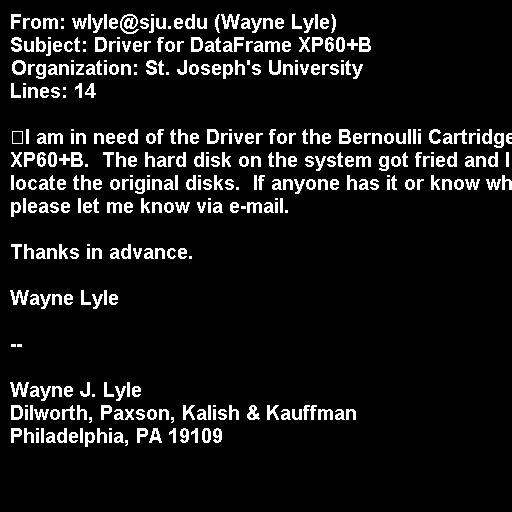 From: wlyle@sju.edu (Wayne Lyle)
Subject: Driver for DataFrame XP60+B
Organization: St. Joseph's University
Lines: 14
I am in need of the Driver for the Bernoulli Cartridge
XP60+B.  The hard disk on the system got fried and I
locate the original disks.  If anyone has it or know
please let me know via e-mail.
Thanks in advance.
Wayne Lyle
--
Wayne J. Lyle
Dilworth, Paxson, Kalish & Kauffman
Philadelphia, PA 19109